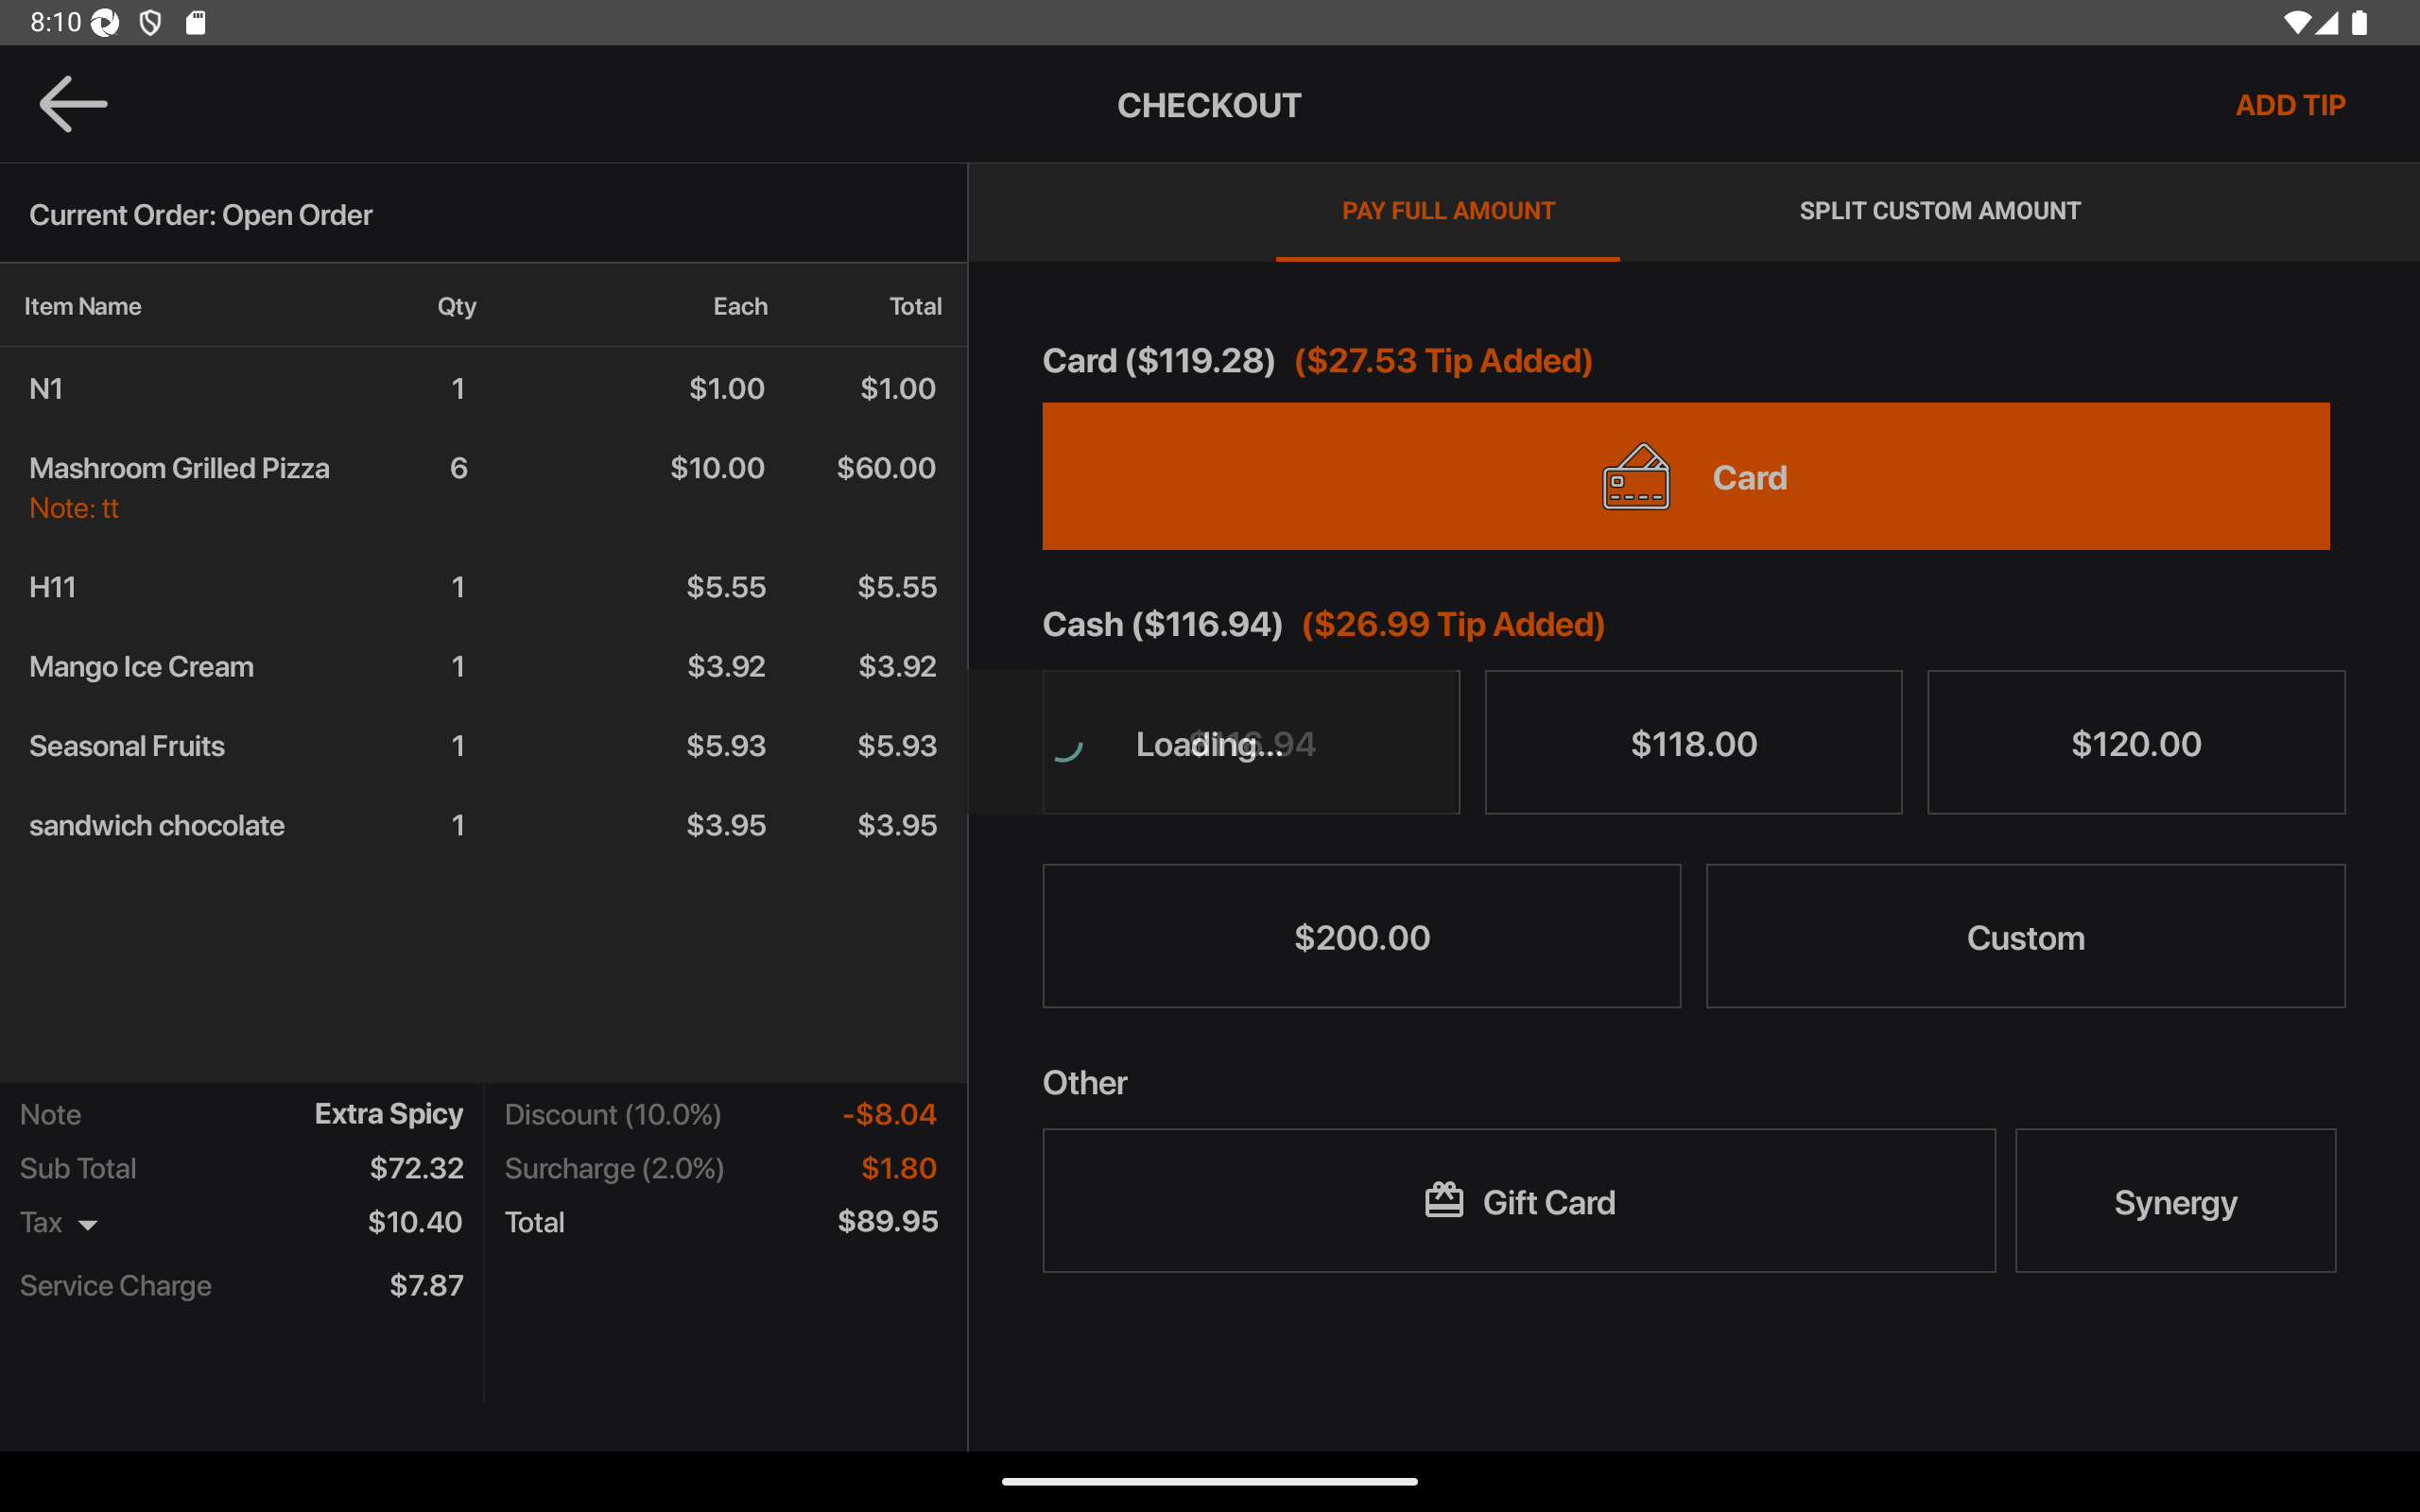 8:10
CHECKOUT
ADD TIP
Current Order: Open Order
PAY FULL AMOUNT
SPLIT CUSTOM AMOUNT
Item Name Qty Each Total
N1 1 $1.00 $1.00
Mashroom Grilled Pizza 6 $10.00 $60.00
Note: tt
H11 1 $5.55 $5.55
Mango Ice Cream 1 $3.92 $3.92
Seasonal Fruits 1 $5.93 $5.93
sandwich chocolate 1 $3.95 $3.95
Note Extra Spicy
Sub Total $72.32
Tax $10.40
Service Charge $7.87
Discount (10.0%) -$8.04
Surcharge (2.0%) $1.80
Total $89.95
Card ($119.28) ($27.53 Tip Added)
Card
Cash ($116.94) ($26.99 Tip Added)
Loading...
$116.94
$118.00
$120.00
$200.00
Custom
Other
Gift Card
Synergy